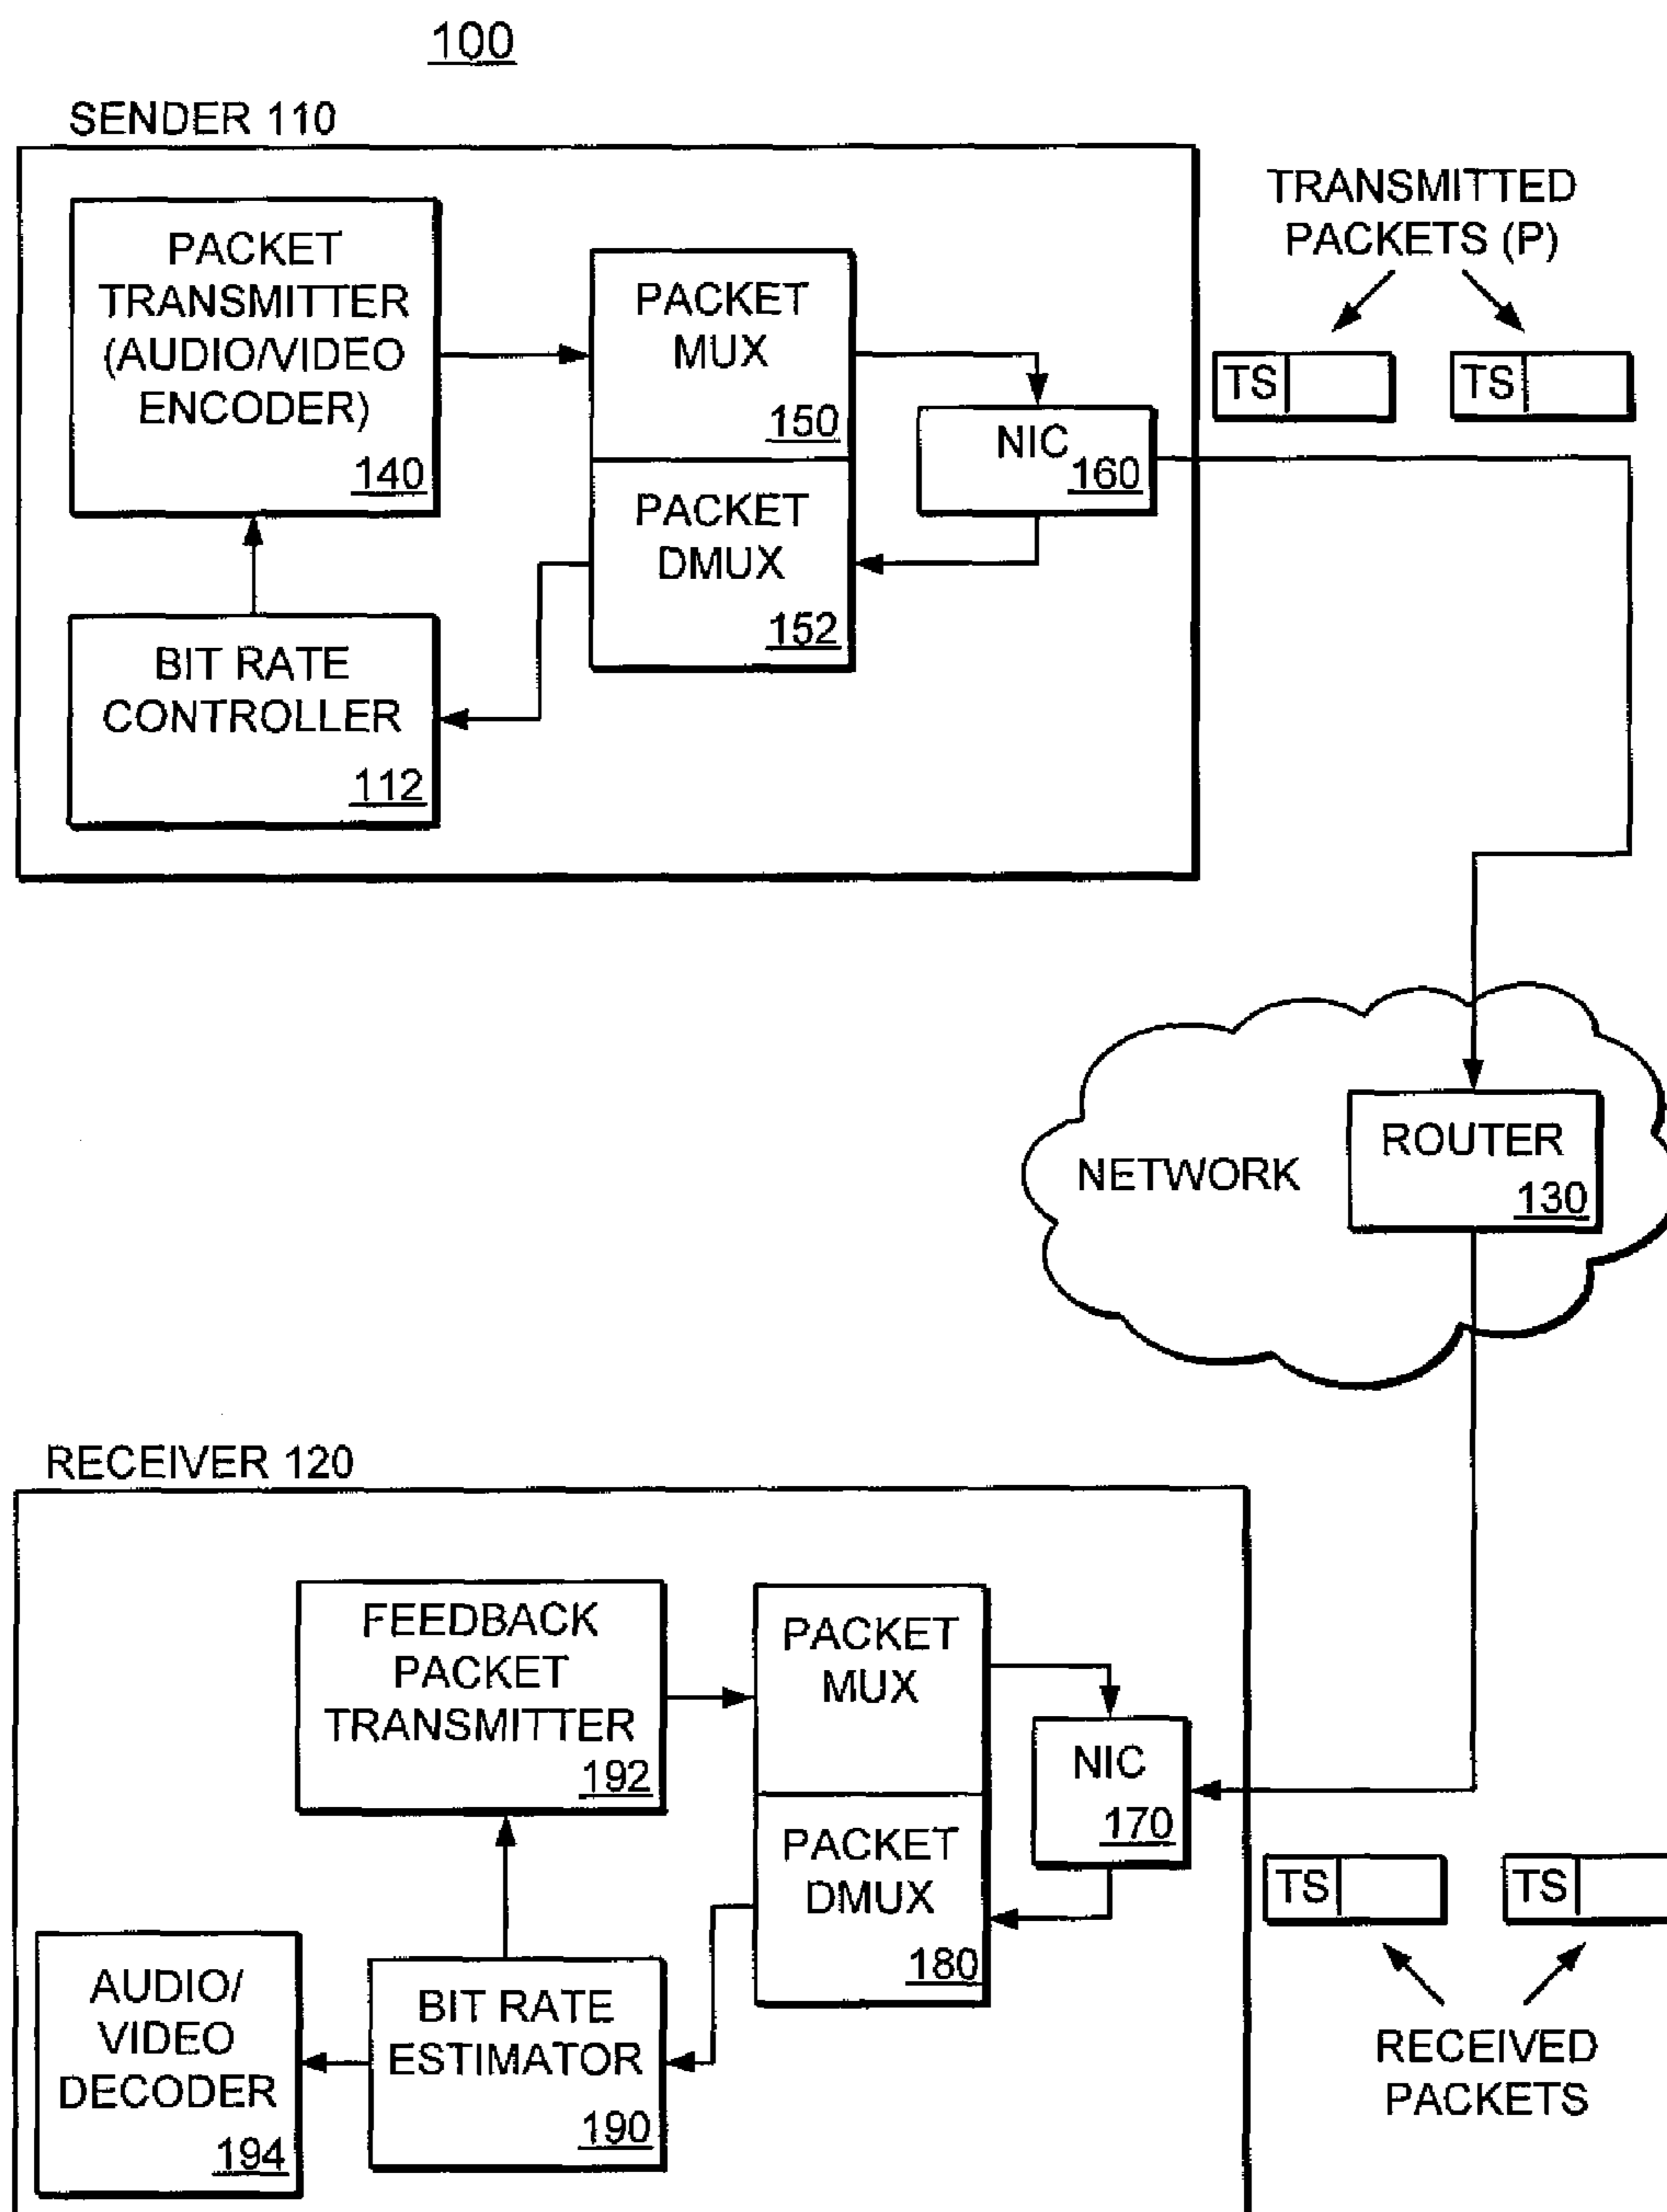 100
SENDER 110
PACKET
TRANSMITTER
(AUDIO/VIDEO
ENCODER)
140
PACKET
MUX
150
PACKET
DMUX
152
NIC
160
BIT RATE
CONTROLLER
112
TRANSMITTED
PACKETS (P)
TS
TS
NETWORK
ROUTER
130
RECEIVER 120
FEEDBACK
PACKET
TRANSMITTER
192
PACKET
MUX
PACKET
DMUX
180
NIC
170
AUDIO/
VIDEO
DECODER
194
BIT RATE
ESTIMATOR
190
TS
TS
RECEIVED
PACKETS